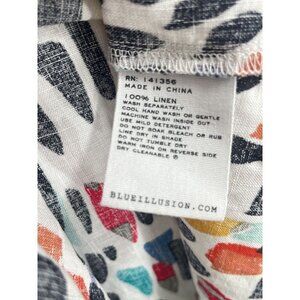 RN: 141356
MADE IN CHINA
100% LINEN
WASH SEPARATELY
COOL HAND WASH OR GENTLE
MACHINE WASH INSIDE OUT
USE MILD DETERGENT
DO NOT SOAK BLEACH OR RUB
LINE DRY IN SHADE
DO NOT TUMBLE DRY
WARM IRON ON REVERSE SIDE
DRY CLEANABLE Ⓟ
BLUEILLUSION.COM